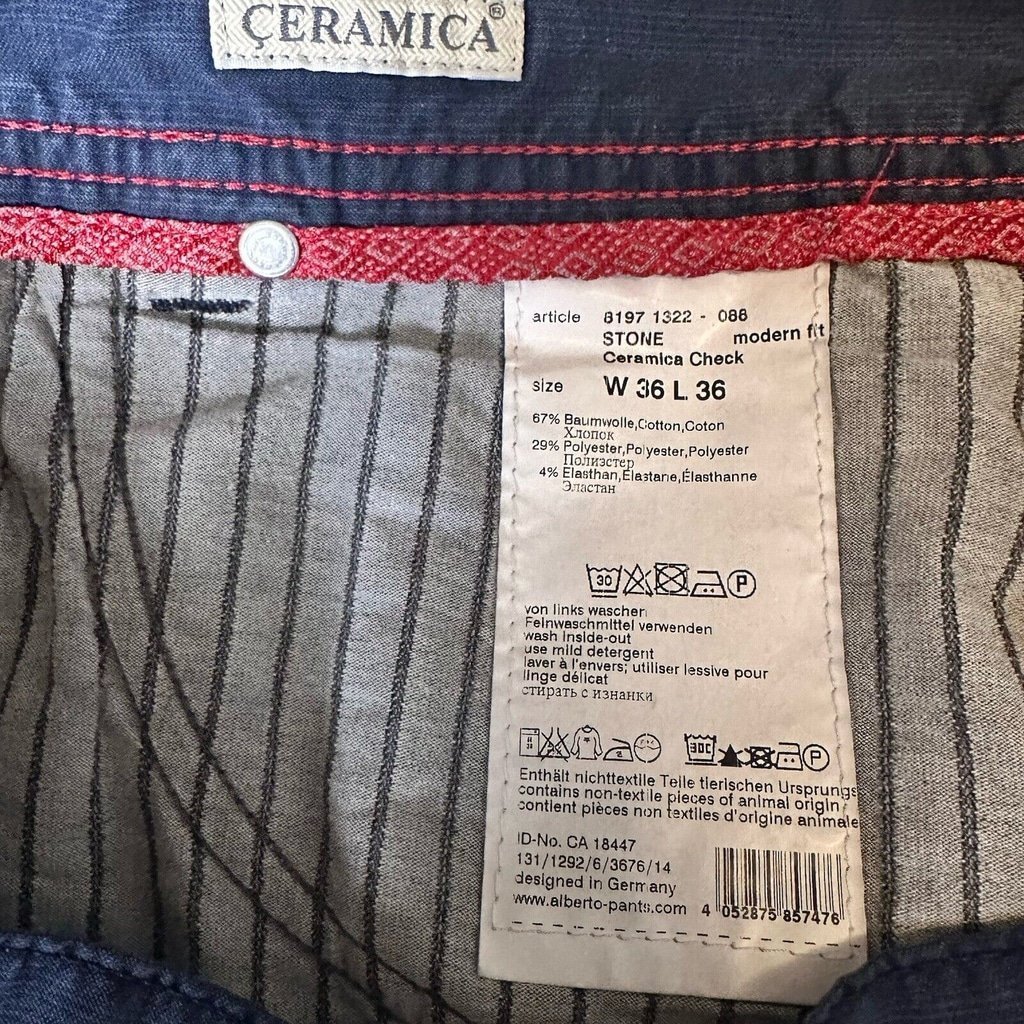 ÇERAMICA®
article 8197 1322 - 088
STONE modern fit
Ceramica Check
size W 36 L 36
67% Baumwolle,Cotton,Coton
Хлопок
29% Polyester,Polyester,Polyester
Полиэстер
4% Elasthan,Elastane,Élasthanne
Эластан
30 P
von links waschen
Feinwaschmittel verwenden
wash inside-out
use mild detergent
laver à l'envers; utiliser lessive pour
linge délicat
стирать с изнанки
30C P
Enthält nichttextile Teile tierischen Ursprungs
contains non-textile pieces of animal origin
contient pièces non textiles d'origine animale
ID-No. CA 18447
131/1292/6/3676/14
designed in Germany
www.alberto-pants.com 4 052875 857476